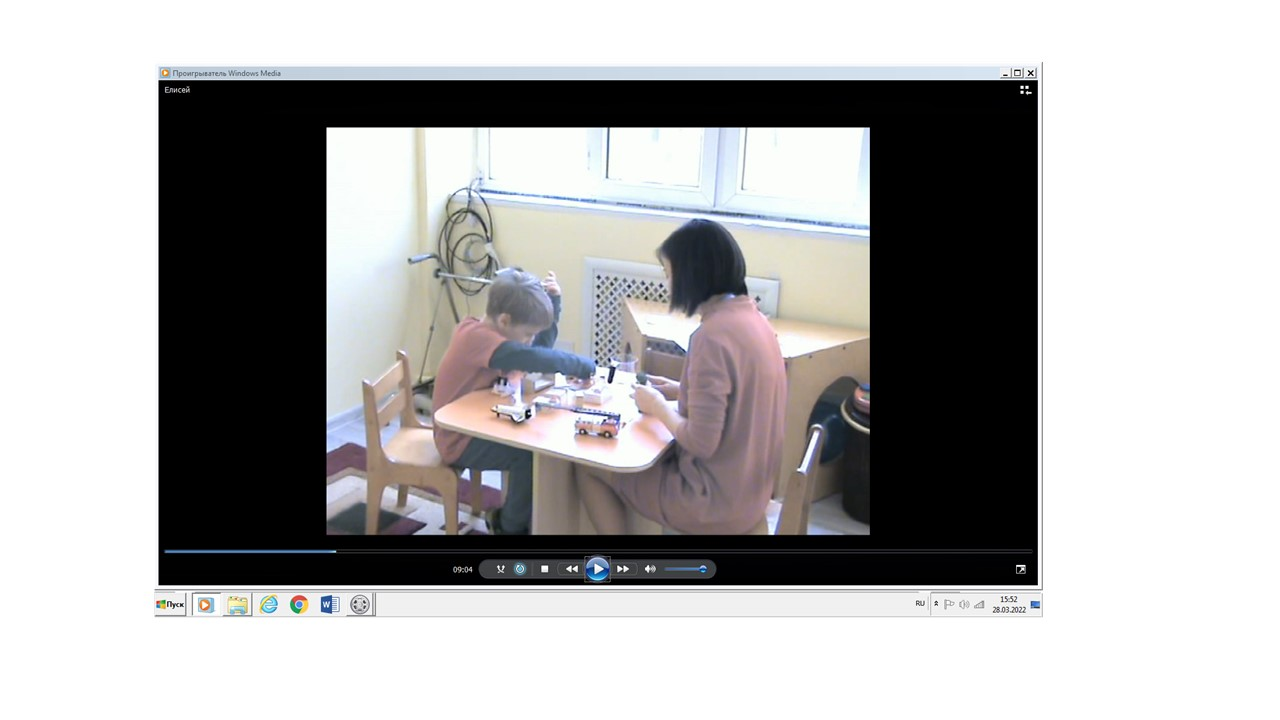 Проигрыватель Windows Media
Елисей
09:04
Пуск
RU
15:52
28.03.2022